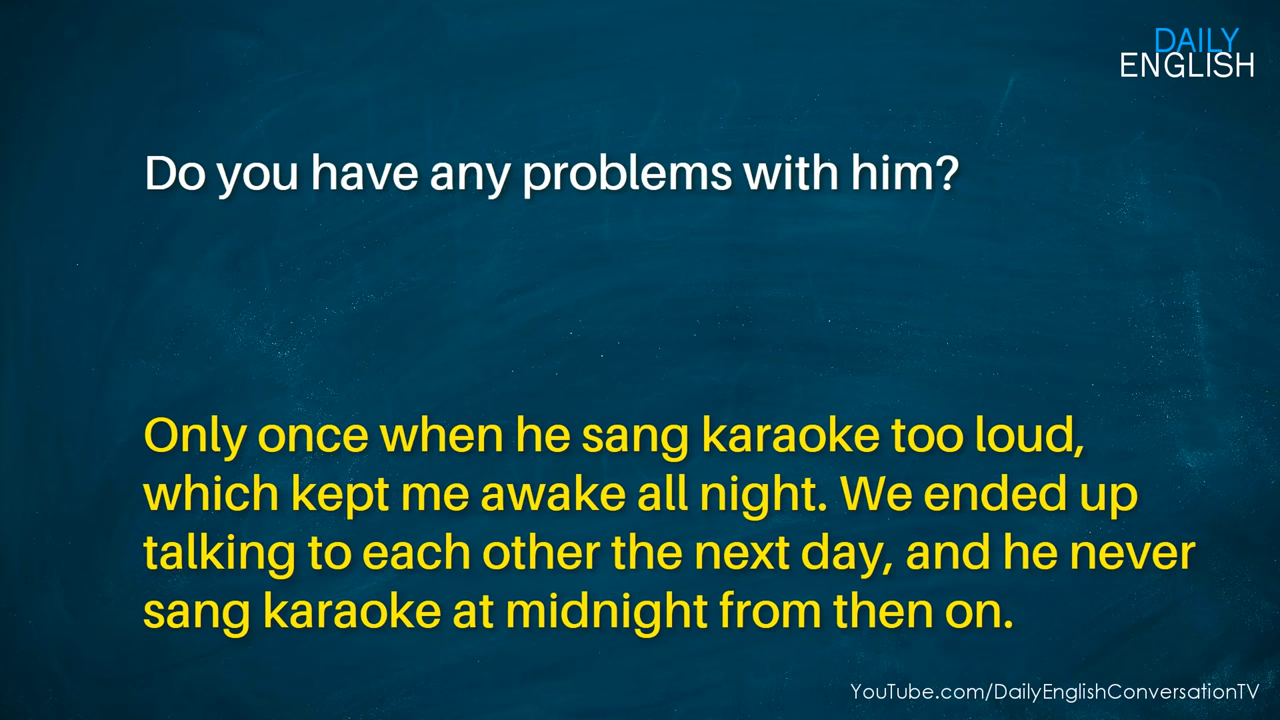 DAILY
ENGLISH
Do you have any problems with him?
Only once when he sang karaoke too loud,
which kept me awake all night. We ended up
talking to each other the next day, and he never
sang karaoke at midnight from then on.
YouTube.com/DailyEnglishConversationTV